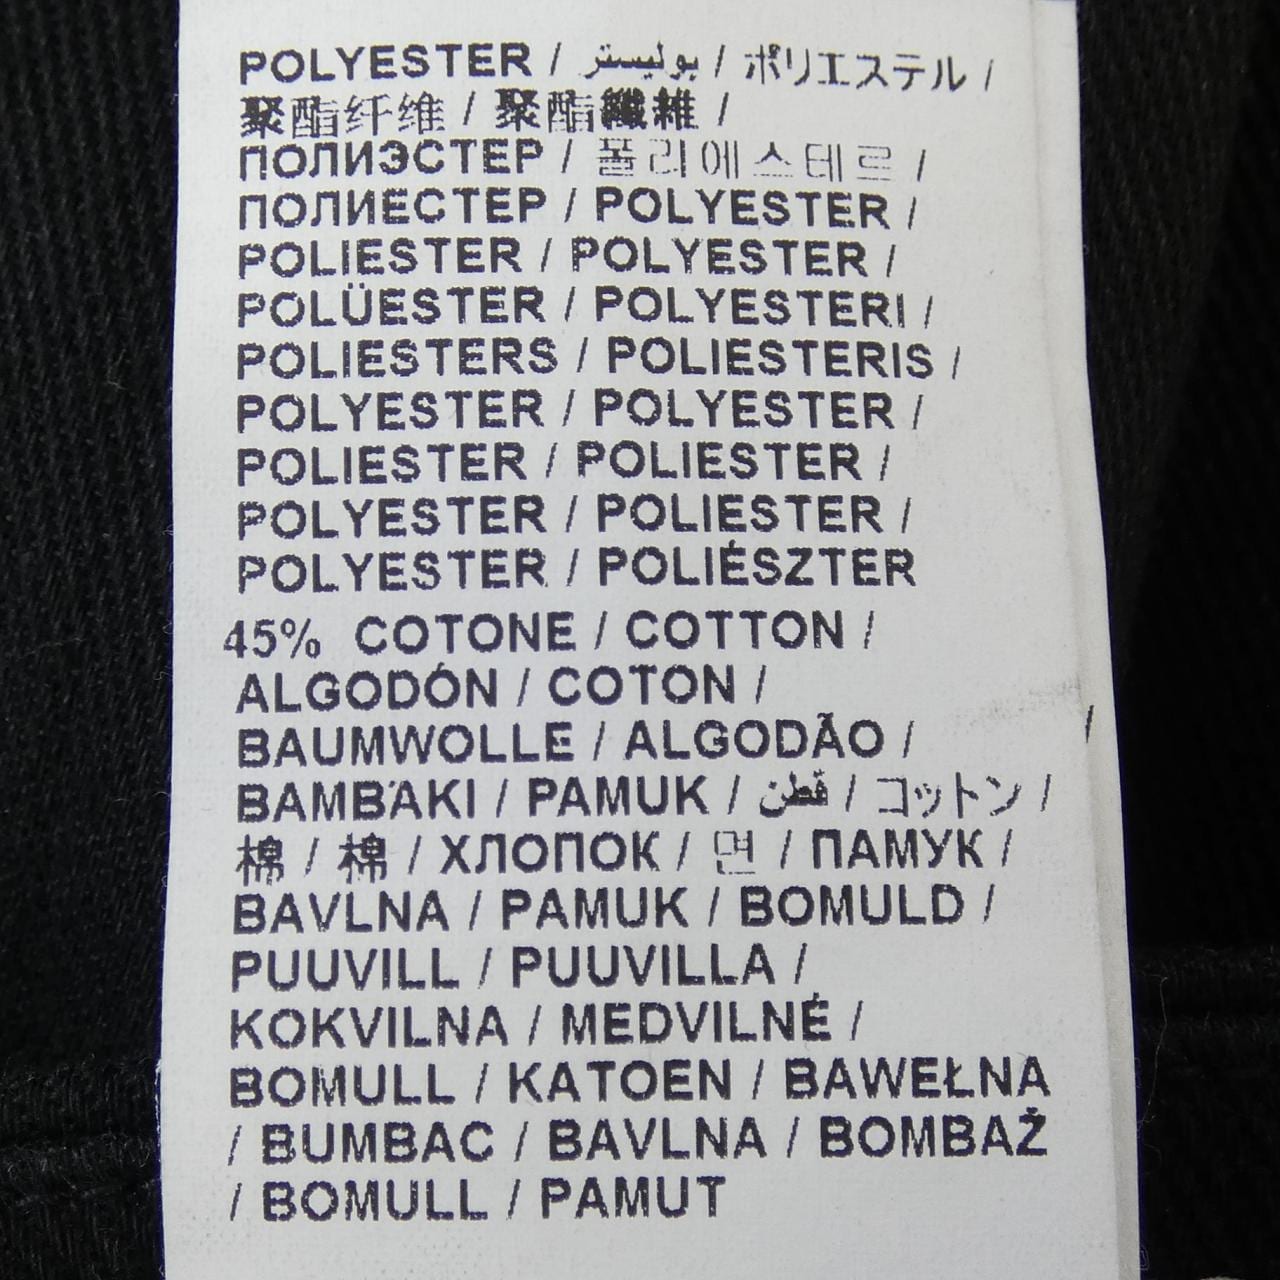 POLYESTER / بوليستر / ポリエステル /
聚酯纤维 / 聚酯纖維 /
ПОЛИЭСТЕР / 폴리에스테르 /
ПОЛИЕСТЕР / POLYESTER /
POLIESTER / POLYESTER /
POLÜESTER / POLYESTERI /
POLIESTERS / POLIESTERIS /
POLYESTER / POLYESTER /
POLIESTER / POLIESTER /
POLYESTER / POLIESTER /
POLYESTER / POLIÉSZTER
45% COTONE / COTTON /
ALGODÓN / COTON /
BAUMWOLLE / ALGODÃO /
BAMBΆKI / PAMUK / قطن / コットン /
棉 / 棉 / ХЛОПОК / 면 / ПАМУК /
BAVLNA / PAMUK / BOMULD /
PUUVILL / PUUVILLA /
KOKVILNA / MEDVILNĖ /
BOMULL / KATOEN / BAWEŁNA
/ BUMBAC / BAVLNA / BOMBAŽ
/ BOMULL / PAMUT